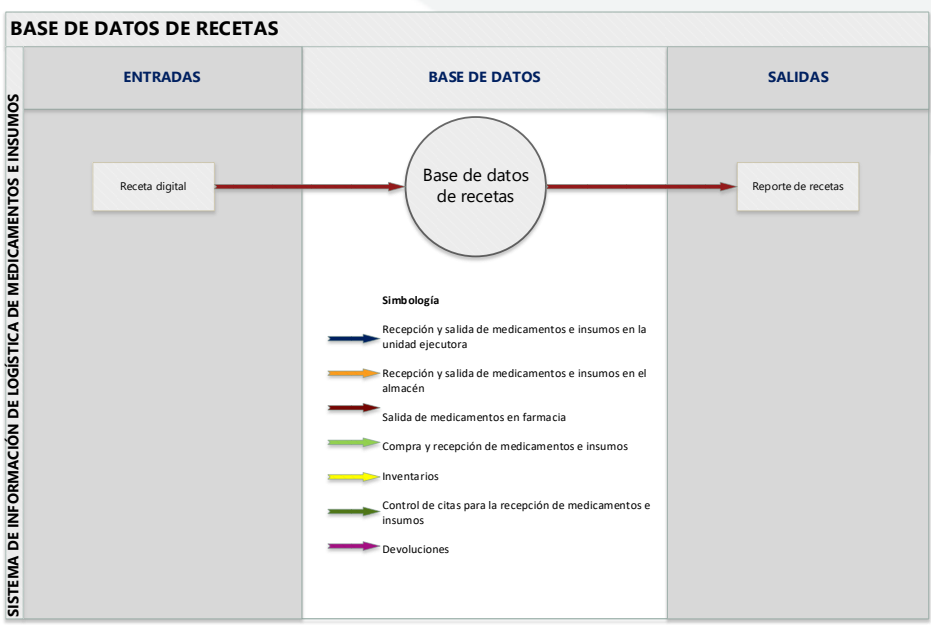 BASE DE DATOS DE RECETAS
SISTEMA DE INFORMACIÓN DE LOGÍSTICA DE MEDICAMENTOS E INSUMOS
ENTRADAS
BASE DE DATOS
SALIDAS
Receta digital
Base de datos
de recetas
Reporte de recetas
Simbología
Recepción y salida de medicamentos e insumos en la
unidad ejecutora
Recepción y salida de medicamentos e insumos en el
almacén
Salida de medicamentos en farmacia
Compra y recepción de medicamentos e insumos
Inventarios
Control de citas para la recepción de medicamentos e
insumos
Devoluciones